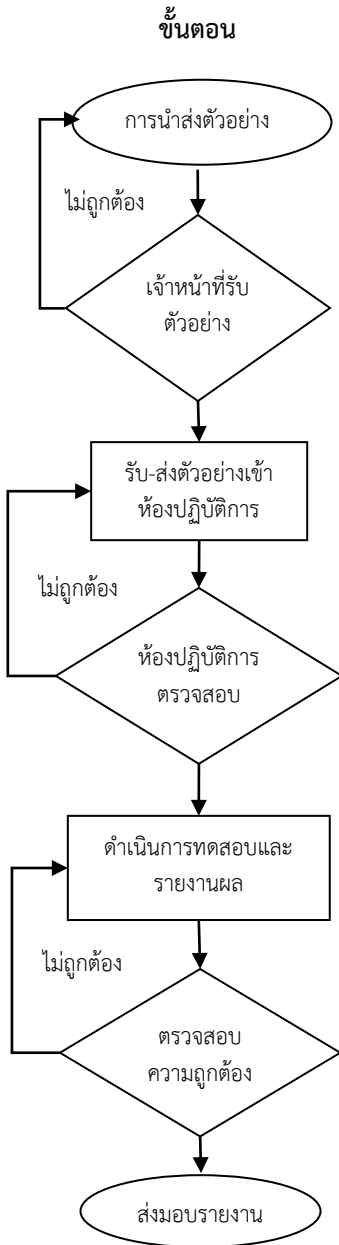 ขั้นตอน
การนำส่งตัวอย่าง
ไม่ถูกต้อง
เจ้าหน้าที่รับ
ตัวอย่าง
รับ-ส่งตัวอย่างเข้า
ห้องปฏิบัติการ
ไม่ถูกต้อง
ห้องปฏิบัติการ
ตรวจสอบ
ดำเนินการทดสอบและ
รายงานผล
ไม่ถูกต้อง
ตรวจสอบ
ความถูกต้อง
ส่งมอบรายงาน